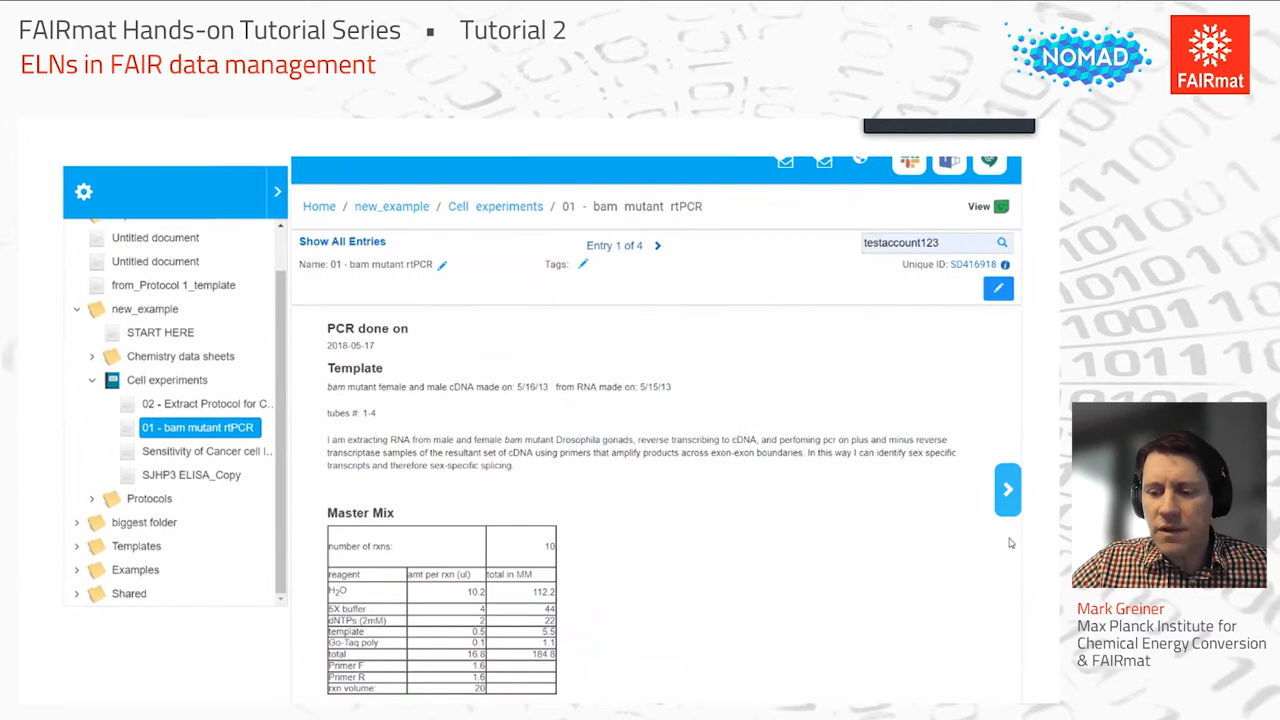 FAIRmat Hands-on Tutorial Series ▪ Tutorial 2
ELNs in FAIR data management
NOMAD
FAIRmat
Home / new_example / Cell experiments / 01 - bam mutant rtPCR
View
Show All Entries
Entry 1 of 4
testaccount123
Name: 01 - bam mutant rtPCR
Tags:
Unique ID: SD416918
Untitled document
Untitled document
from_Protocol 1_template
new_example
START HERE
Chemistry data sheets
Cell experiments
02 - Extract Protocol for C...
01 - bam mutant rtPCR
Sensitivity of Cancer cell l...
SJHP3 ELISA_Copy
Protocols
biggest folder
Templates
Examples
Shared
PCR done on
2018-05-17
Template
bam mutant female and male cDNA made on: 5/16/13 from RNA made on: 5/15/13
tubes #: 1-4
I am extracting RNA from male and female bam mutant Drosophila gonads, reverse transcribing to cDNA, and perfoming pcr on plus and minus reverse
transcriptase samples of the resultant set of cDNA using primers that amplify products across exon-exon boundaries. In this way I can identify sex specific
transcripts and therefore sex-specific splicing.
Master Mix
number of rxns: 10
reagent amt per rxn (ul) total in MM
H2O 10.2 112.2
5X buffer 4 44
dNTPs (2mM) 2 22
template 0.5 5.5
Go-Taq poly 0.1 1.1
total 16.8 184.8
Primer F 1.6
Primer R 1.6
rxn volume: 20
Mark Greiner
Max Planck Institute for
Chemical Energy Conversion
& FAIRmat